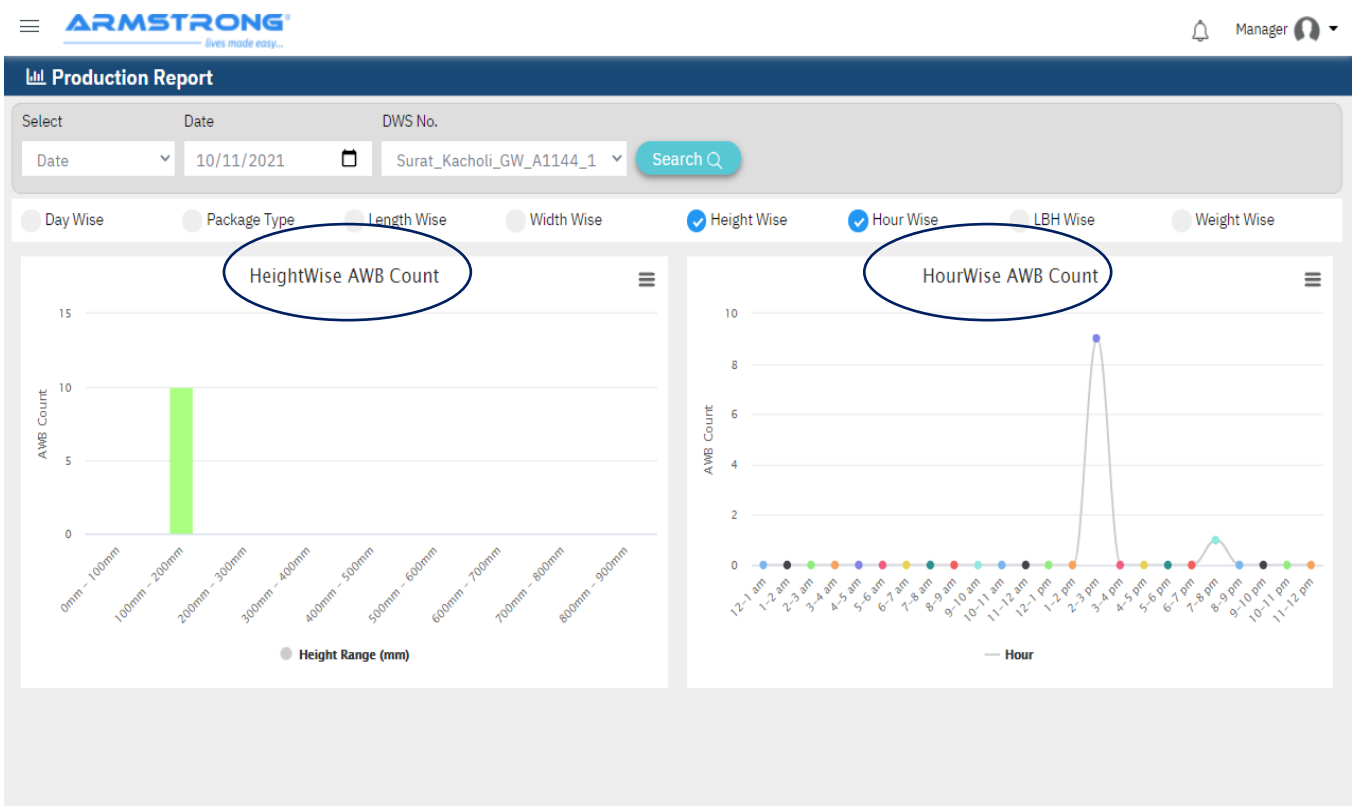 ARMSTRONG
lives made easy...
Manager
Production Report
Select Date DWS No.
Date 10/11/2021 Surat_Kacholi_GW_A1144_1 Search
Day Wise Package Type Length Wise Width Wise Height Wise Hour Wise LBH Wise Weight Wise
HeightWise AWB Count
15
10
5
0
AWB Count
0mm - 100mm 100mm - 200mm 200mm - 300mm 300mm - 400mm 400mm - 500mm 500mm - 600mm 600mm - 700mm 700mm - 800mm 800mm - 900mm
Height Range (mm)
HourWise AWB Count
10
8
6
4
2
0
AWB Count
12-1 am 1-2 am 2-3 am 3-4 am 4-5 am 5-6 am 6-7 am 7-8 am 8-9 am 9-10 am 10-11 am 11-12 am 12-1 pm 1-2 pm 2-3 pm 3-4 pm 4-5 pm 5-6 pm 6-7 pm 7-8 pm 8-9 pm 9-10 pm 10-11 pm 11-12 pm
Hour